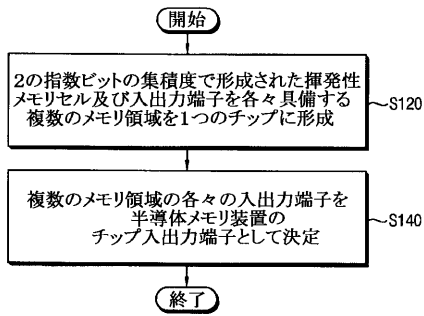 開始
2の指数ビットの集積度で形成された揮発性
メモリセル及び入出力端子を各々具備する
複数のメモリ領域を1つのチップに形成
S120
複数のメモリ領域の各々の入出力端子を
半導体メモリ装置の
チップ入出力端子として決定
S140
終了